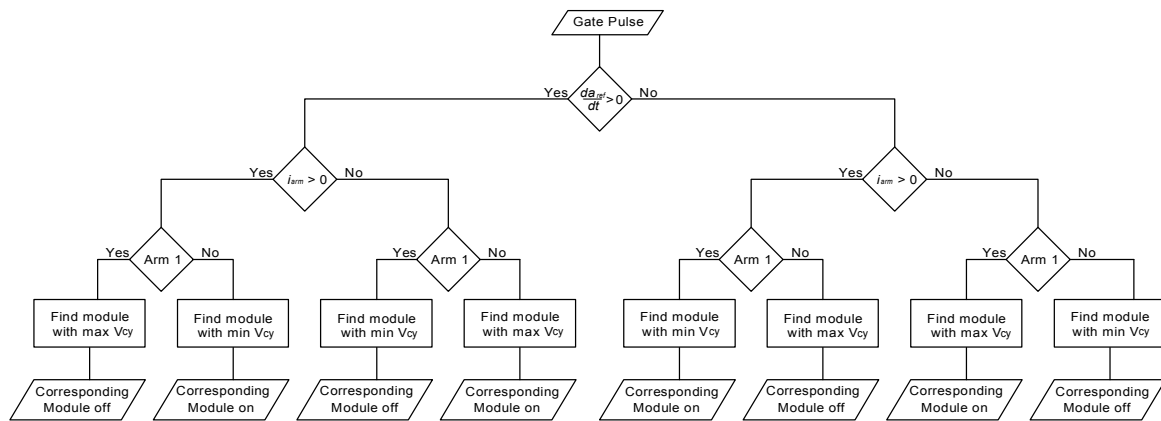 Gate Pulse
Yes
da_ref/dt > 0
No
Yes
i_arm > 0
No
Yes
i_arm > 0
No
Yes
Arm 1
No
Yes
Arm 1
No
Yes
Arm 1
No
Yes
Arm 1
No
Find module
with max Vcy
Find module
with min Vcy
Find module
with min Vcy
Find module
with max Vcy
Find module
with min Vcy
Find module
with max Vcy
Find module
with max Vcy
Find module
with min Vcy
Corresponding
Module off
Corresponding
Module on
Corresponding
Module off
Corresponding
Module on
Corresponding
Module on
Corresponding
Module off
Corresponding
Module on
Corresponding
Module off